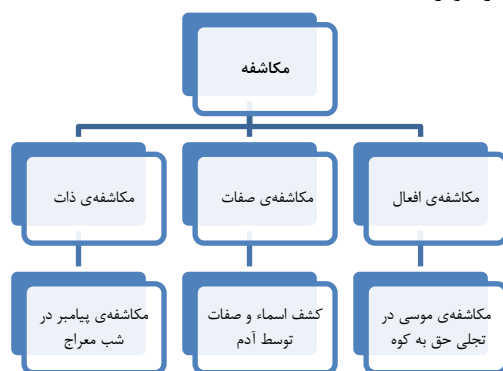 مکاشفه
مکاشفه‌ی افعال
مکاشفه‌ی صفات
مکاشفه‌ی ذات
مکاشفه‌ی موسی در
تجلی حق به کوه
کشف اسماء و صفات
توسط آدم
مکاشفه‌ی پیامبر در
شب معراج